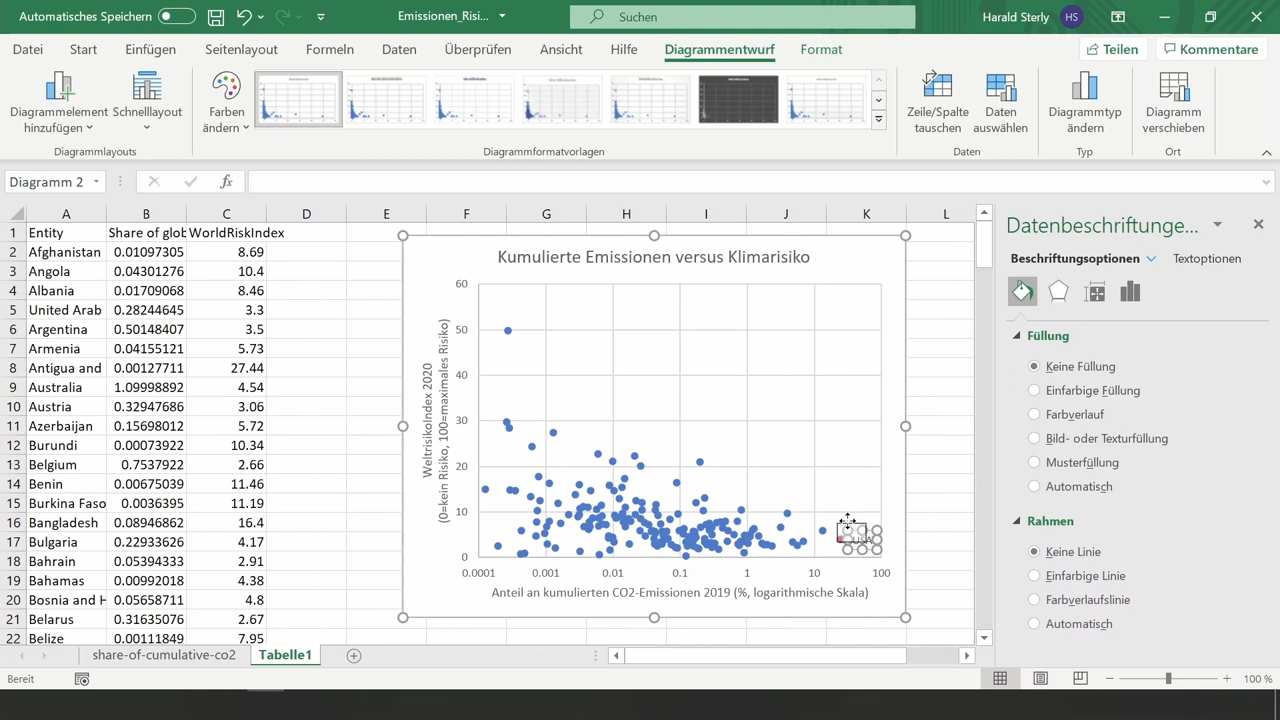 Automatisches Speichern
Emissionen_Risi...
Suchen
Harald Sterly
HS
Datei Start Einfügen Seitenlayout Formeln Daten Überprüfen Ansicht Hilfe Diagrammentwurf Format
Teilen Kommentare
Diagrammelement hinzufügen
Schnelllayout
Farben ändern
Zeile/Spalte tauschen
Daten auswählen
Diagrammtyp ändern
Diagramm verschieben
Diagrammlayouts Diagrammformatvorlagen Daten Typ Ort
Diagramm 2
fx
A B C D E F G H I J K L
1 Entity Share of glob WorldRiskIndex
2 Afghanistan 0.01097305 8.69
3 Angola 0.04301276 10.4
4 Albania 0.01709068 8.46
5 United Arab 0.28244645 3.3
6 Argentina 0.50148407 3.5
7 Armenia 0.04155121 5.73
8 Antigua and 0.00127711 27.44
9 Australia 1.09998892 4.54
10 Austria 0.32947686 3.06
11 Azerbaijan 0.15698012 5.72
12 Burundi 0.00073922 10.34
13 Belgium 0.7537922 2.66
14 Benin 0.00675039 11.46
15 Burkina Faso 0.0036395 11.19
16 Bangladesh 0.08946862 16.4
17 Bulgaria 0.22933626 4.17
18 Bahrain 0.05394333 2.91
19 Bahamas 0.00992018 4.38
20 Bosnia and H 0.05658711 4.8
21 Belarus 0.31635076 2.67
22 Belize 0.00111849 7.95
Kumulierte Emissionen versus Klimarisiko
WeltrisikoIndex 2020
(0=kein Risiko, 100=maximales Risiko)
60
50
40
30
20
10
0
USA
0.0001 0.001 0.01 0.1 1 10 100
Anteil an kumulierten CO2-Emissionen 2019 (%, logarithmische Skala)
Datenbeschriftunge...
Beschriftungsoptionen Textoptionen
Füllung
Keine Füllung
Einfarbige Füllung
Farbverlauf
Bild- oder Texturfüllung
Musterfüllung
Automatisch
Rahmen
Keine Linie
Einfarbige Linie
Farbverlaufslinie
Automatisch
share-of-cumulative-co2 Tabelle1
Bereit
100 %